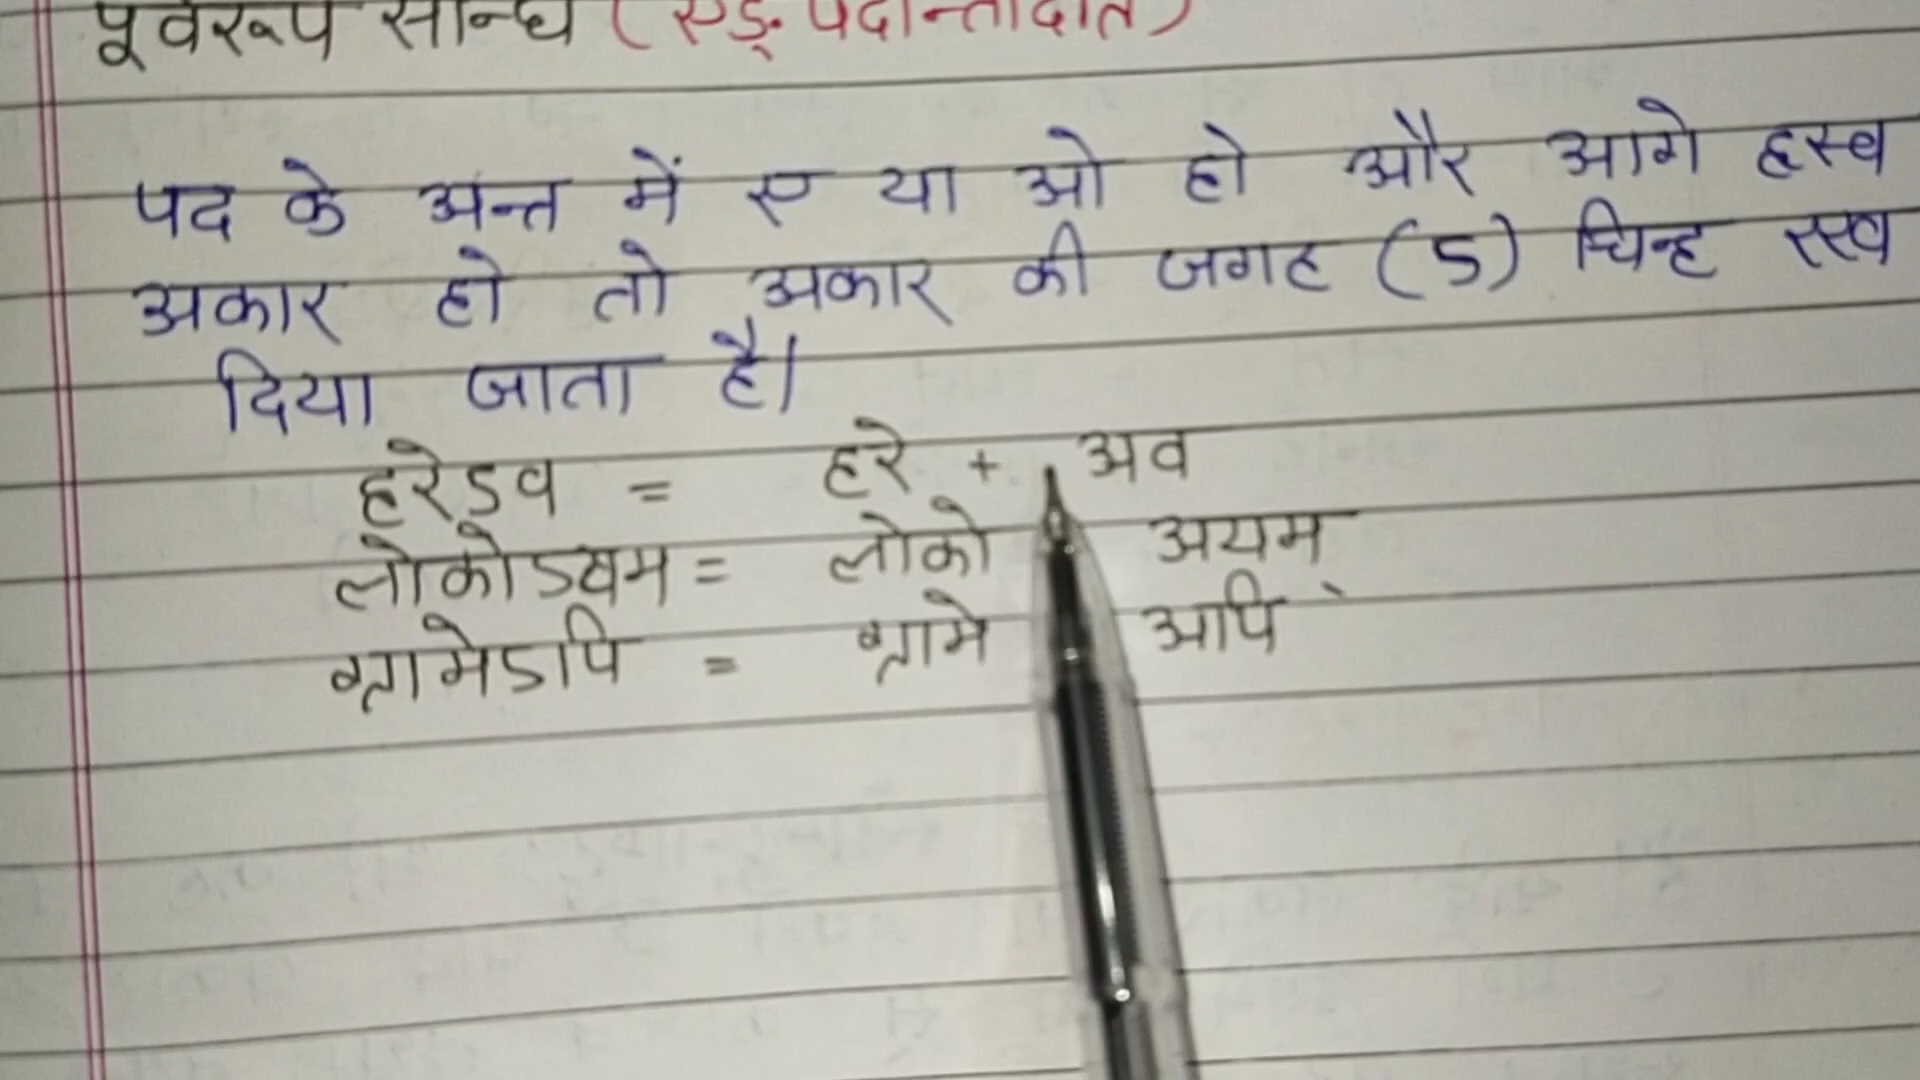 पूर्वरूप सन्धि (एङ् पदान्तादति)
पद के अन्त में ए या ओ हो और आगे हस्व
अकार हो तो अकार की जगह (ऽ) चिन्ह रख
दिया जाता है।
हरेऽव = हरे + अव
लोकोऽयम = लोको अयम्
ग्रामेऽपि = ग्रामे अपि